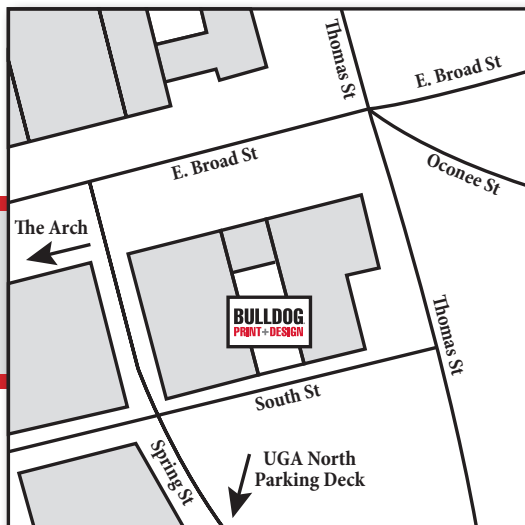 Thomas St
E. Broad St
E. Broad St
Oconee St
The Arch
BULLDOG
PRINT+DESIGN
Thomas St
South St
Spring St
UGA North
Parking Deck